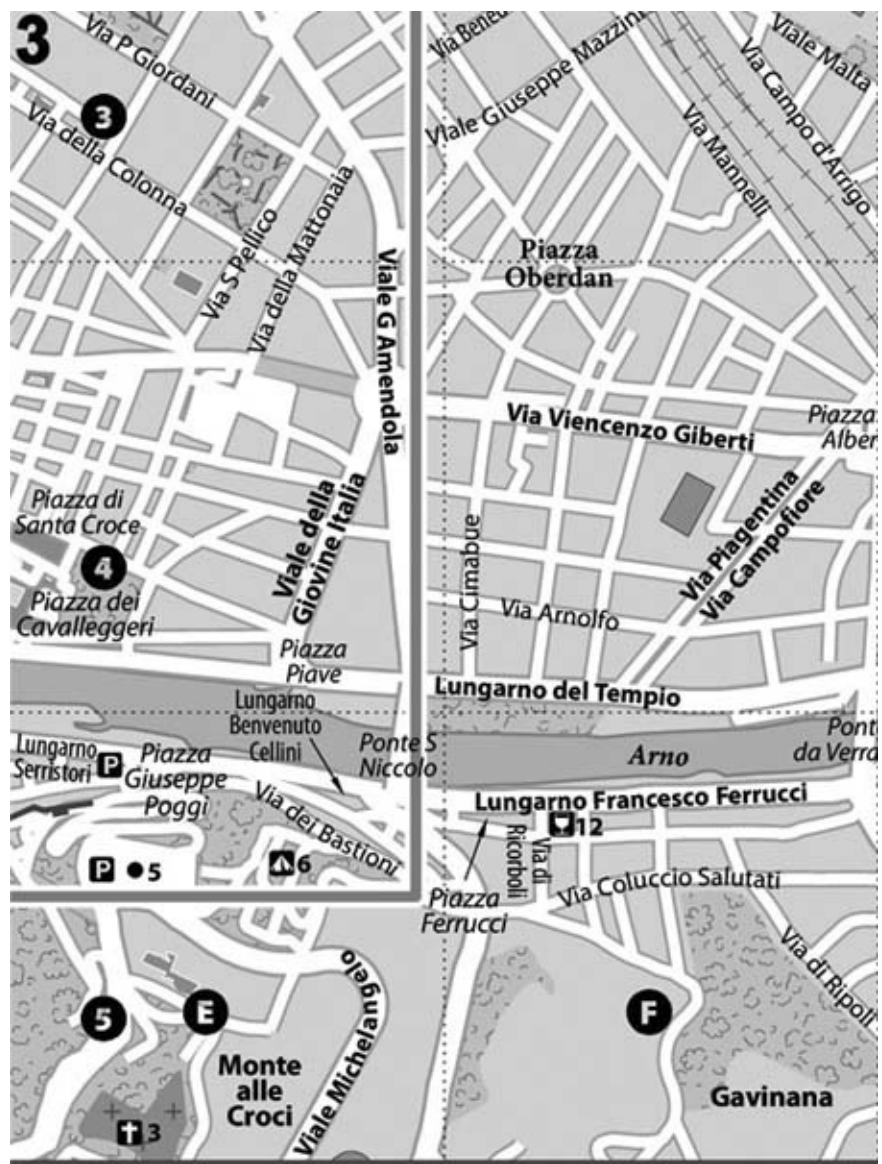 3
Via P Giordani
3
Via della Colonna
Via Bened
Viale Giuseppe Mazzini
Via Campo d'Arrigo
Viale Malta
Via Mannelli
Via S Pellico
Via della Mattonaia
Viale G Amendola
Piazza
Oberdan
Via Viencenzo Giberti
Piazza
Alber
Piazza di
Santa Croce
4
Piazza dei
Cavalleggeri
Viale della
Giovine Italia
Via Cimabue
Via Arnolfo
Via Piagentina
Via Campofiore
Piazza
Piave
Lungarno del Tempio
Lungarno
Benvenuto
Cellini
Ponte S
Niccolo
Arno
Pont
da Verra
Lungarno
Serristori
P
Piazza
Giuseppe
Poggi
Via dei Bastioni
Lungarno Francesco Ferrucci
12
Via di
Ricorboli
P
5
6
Piazza
Ferrucci
Via Coluccio Salutati
Via di Ripoli
5
E
F
Monte
alle
Croci
Viale Michelangelo
Gavinana
3